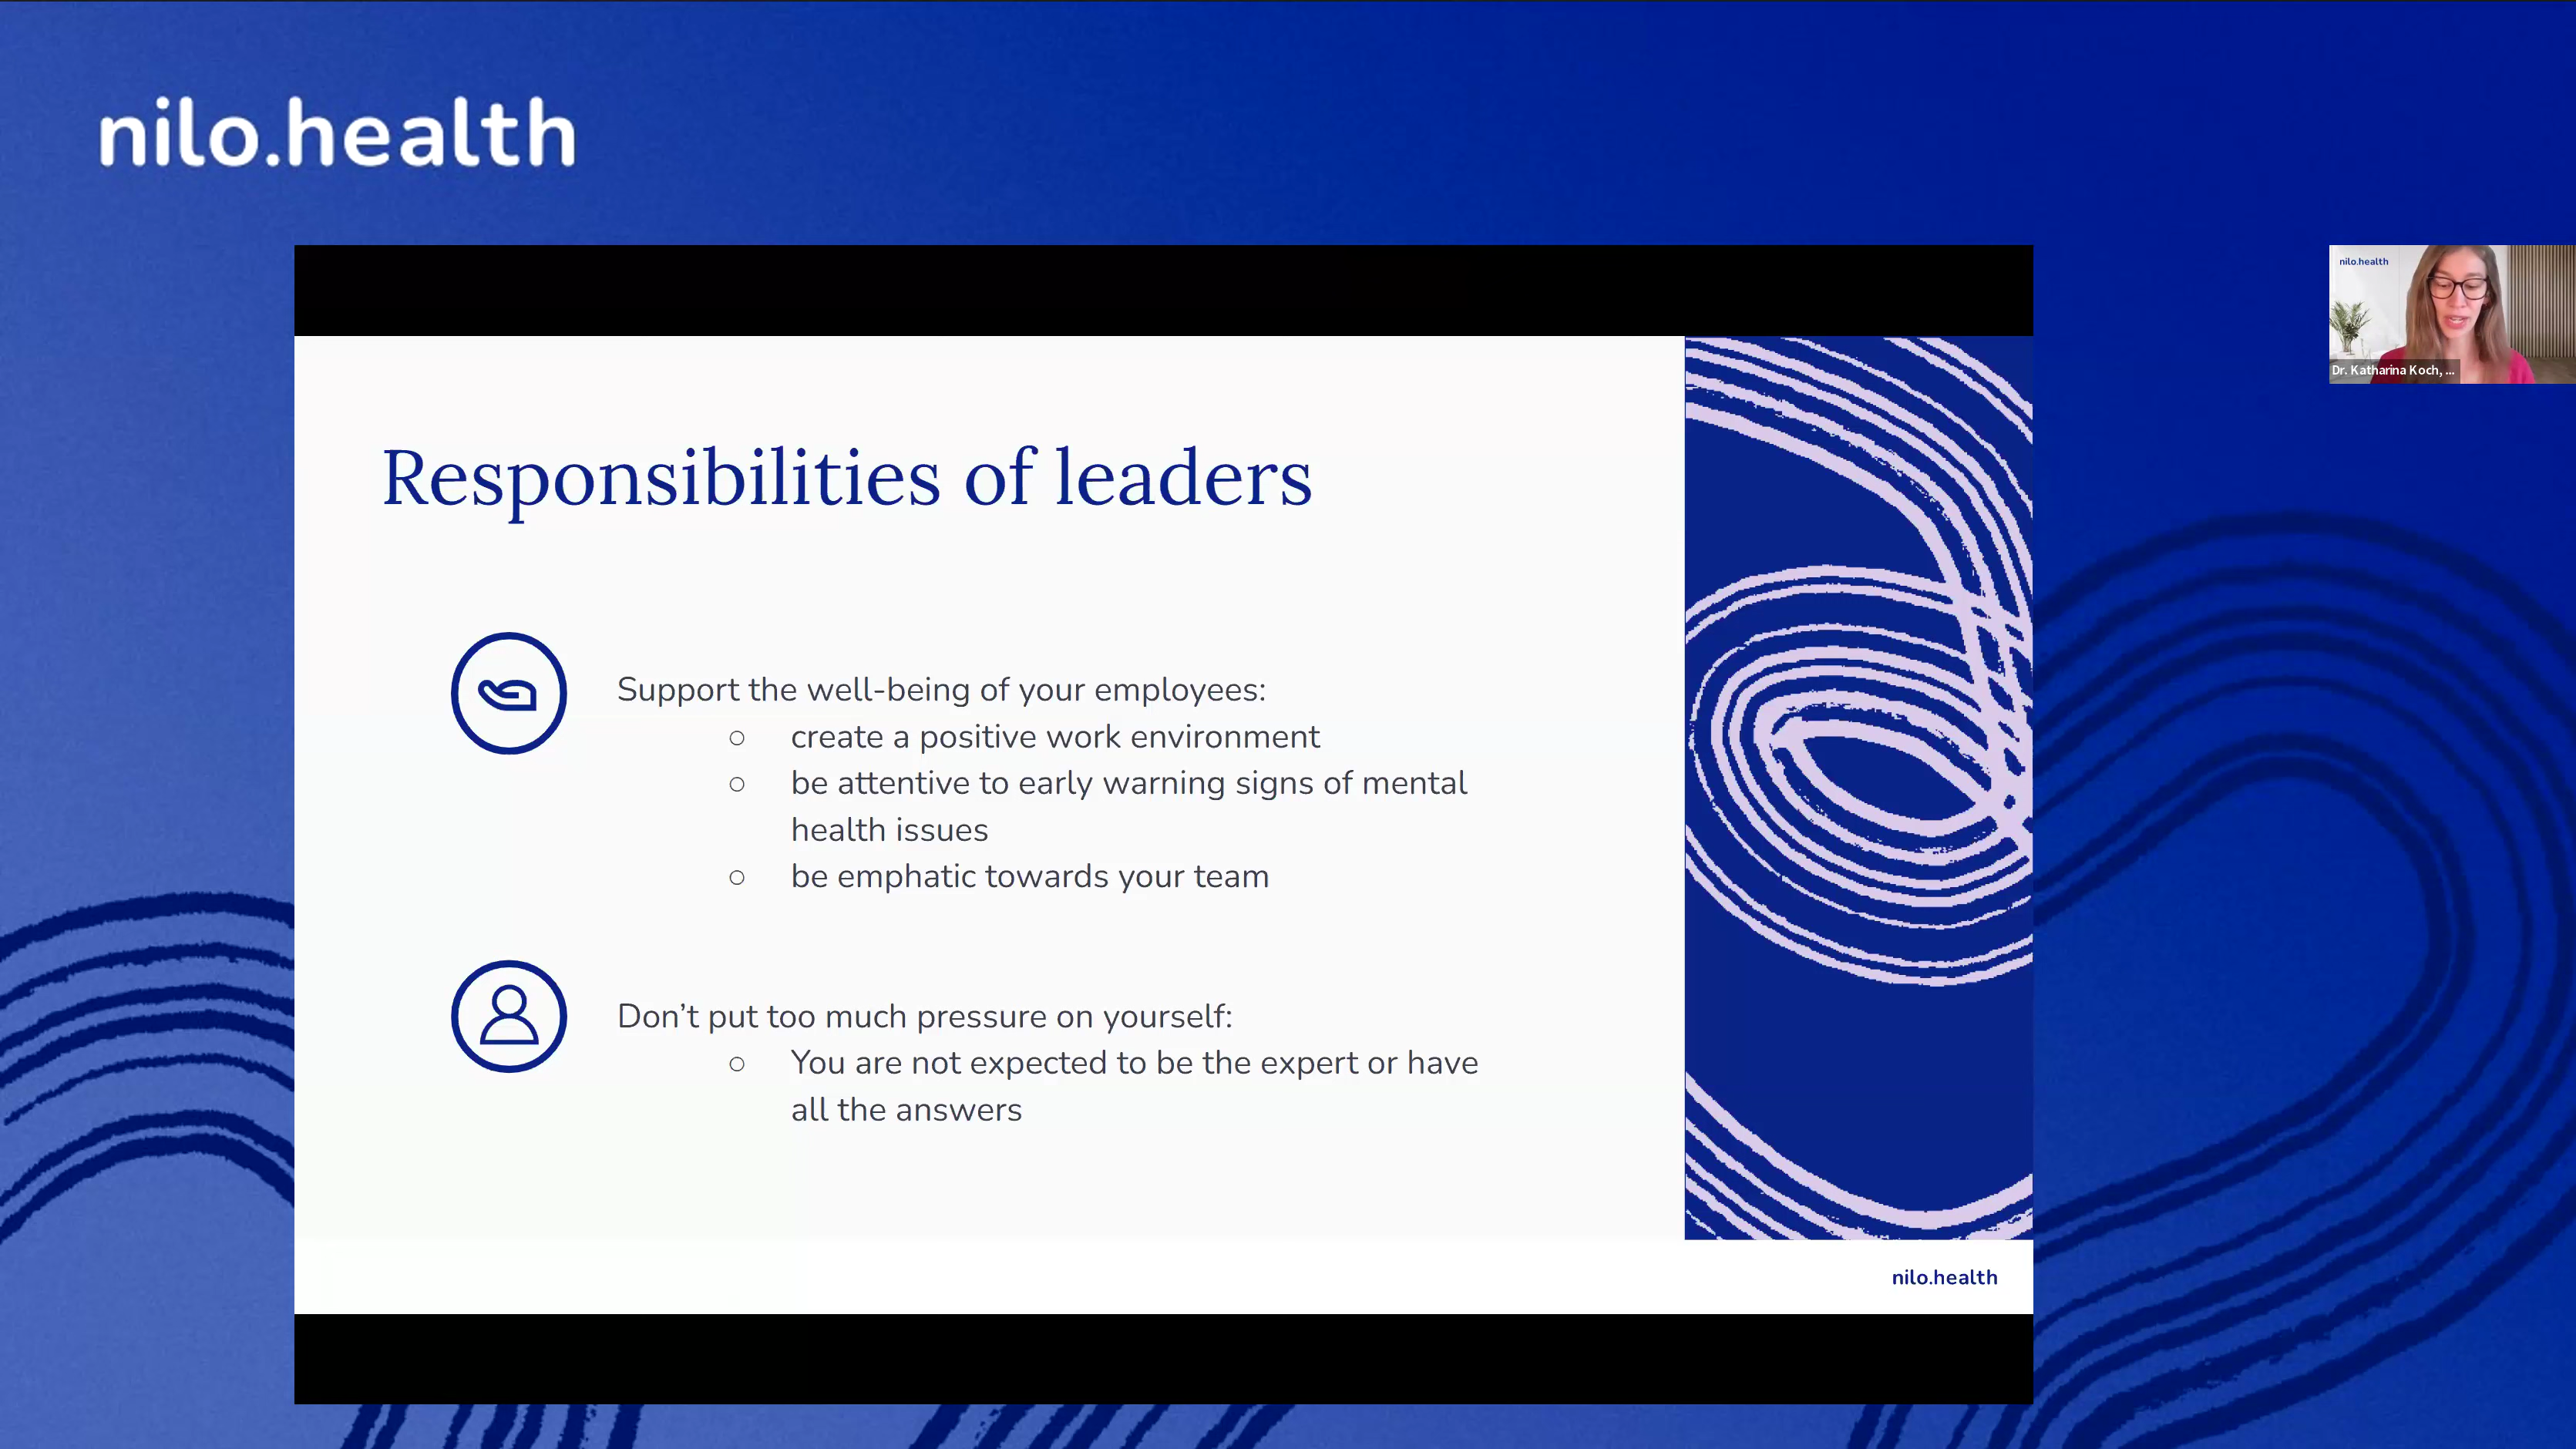 nilo.health
nilo.health
Dr. Katharina Koch, ...
Responsibilities of leaders
Support the well-being of your employees:
○ create a positive work environment
○ be attentive to early warning signs of mental
health issues
○ be emphatic towards your team
Don’t put too much pressure on yourself:
○ You are not expected to be the expert or have
all the answers
nilo.health